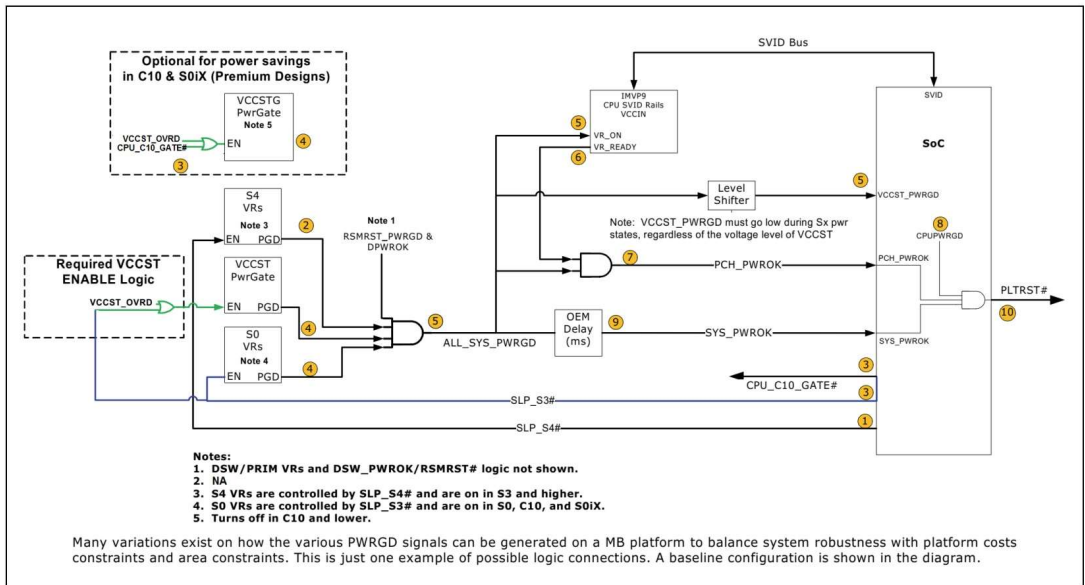 SVID Bus
Optional for power savings
in C10 & S0iX (Premium Designs)
VCCSTG
PwrGate
Note 5
VCCST_OVRD
CPU_C10_GATE#
EN
4
3
IMVP9
CPU SVID Rails
VCCIN
5
VR_ON
6
VR_READY
SVID
SoC
S4
VRs
Note 3
EN PGD
2
Note 1
RSMRST_PWRGD &
DPWROK
Level
Shifter
5
VCCST_PWRGD
Note: VCCST_PWRGD must go low during Sx pwr
states, regardless of the voltage level of VCCST
8
CPUPWRGD
Required VCCST
ENABLE Logic
VCCST_OVRD
VCCST
PwrGate
EN PGD
4
7
PCH_PWROK
PCH_PWROK
PLTRST#
10
5
ALL_SYS_PWRGD
OEM
Delay
(ms)
9
SYS_PWROK
SYS_PWROK
S0
VRs
Note 4
EN PGD
4
3
CPU_C10_GATE#
3
SLP_S3#
1
SLP_S4#
Notes:
1. DSW/PRIM VRs and DSW_PWROK/RSMRST# logic not shown.
2. NA
3. S4 VRs are controlled by SLP_S4# and are on in S3 and higher.
4. S0 VRs are controlled by SLP_S3# and are on in S0, C10, and S0iX.
5. Turns off in C10 and lower.
Many variations exist on how the various PWRGD signals can be generated on a MB platform to balance system robustness with platform costs
constraints and area constraints. This is just one example of possible logic connections. A baseline configuration is shown in the diagram.